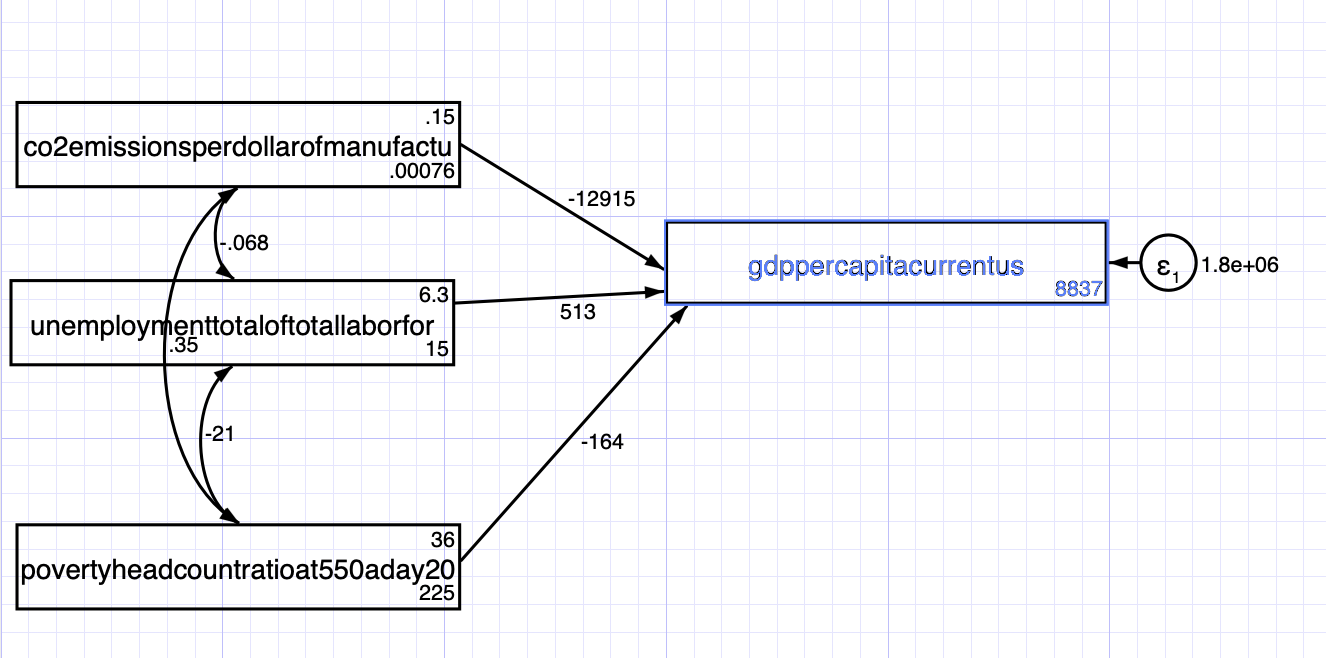 .15
co2emissionsperdollarofmanufactu
.00076
-12915
-.068
gdppercapitacurrentus
8837
ε1
1.8e+06
6.3
unemploymenttotaloftotallaborfor
.35
15
513
-21
-164
36
povertyheadcountratioat550aday20
225